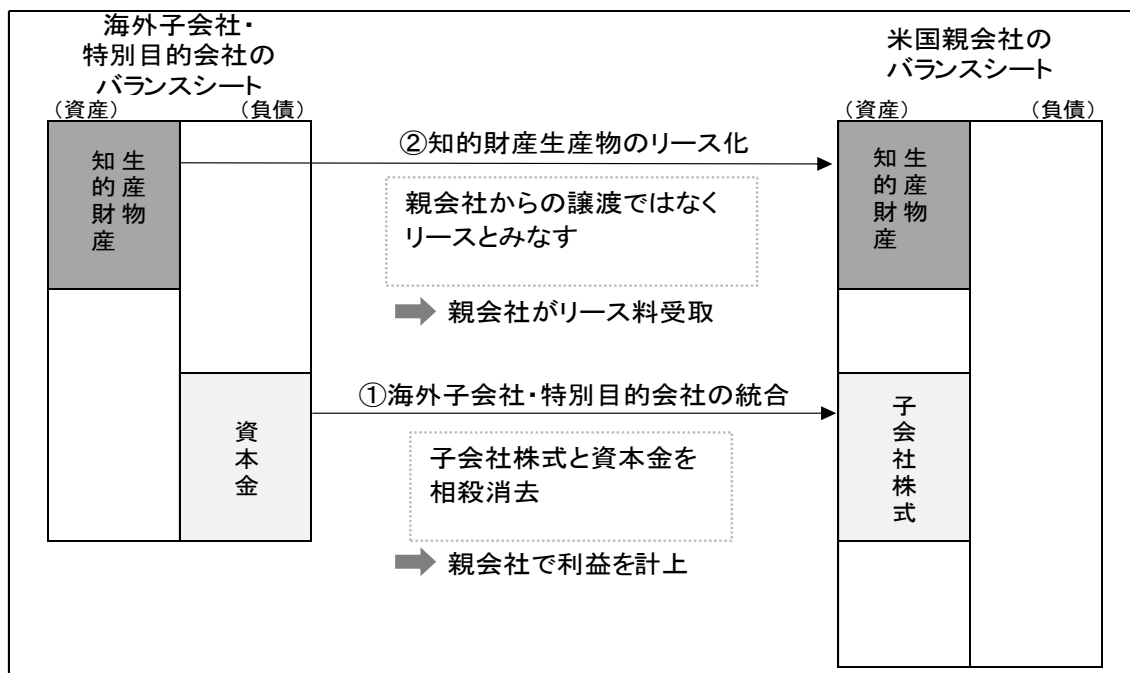 海外子会社・
特別目的会社の
バランスシート
(資産)
(負債)
知的財産
生産物
資本金
②知的財産生産物のリース化
親会社からの譲渡ではなく
リースとみなす
親会社がリース料受取
①海外子会社・特別目的会社の統合
子会社株式と資本金を
相殺消去
親会社で利益を計上
米国親会社の
バランスシート
(資産)
(負債)
知的財産
生産物
子会社株式